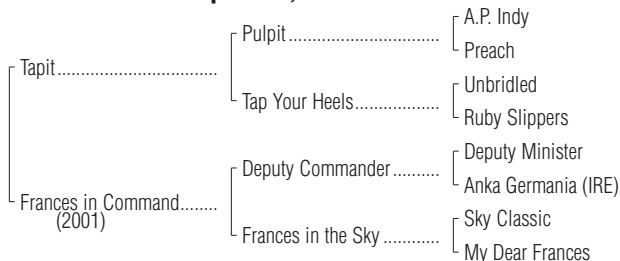 A.P. Indy
Pulpit................................
Preach
Tapit..................................
Unbridled
Tap Your Heels..................
Ruby Slippers
Deputy Minister
Deputy Commander..........
Anka Germania (IRE)
Frances in Command........
(2001)
Sky Classic
Frances in the Sky ............
My Dear Frances